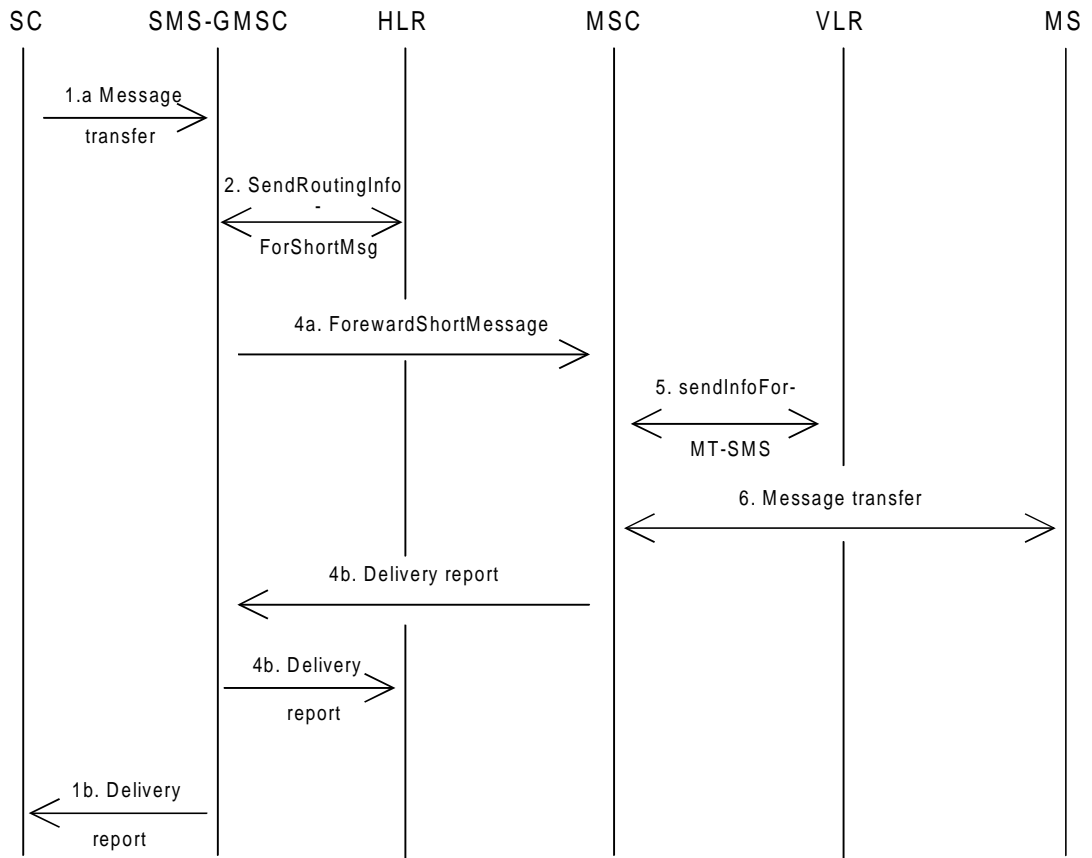 SC SMS-GMSC HLR MSC VLR MS
1.a Message
transfer
2. SendRoutingInfo
-
ForShortMsg
4a. ForewardShortMessage
5. sendInfoFor-
MT-SMS
6. Message transfer
4b. Delivery report
4b. Delivery
report
1b. Delivery
report